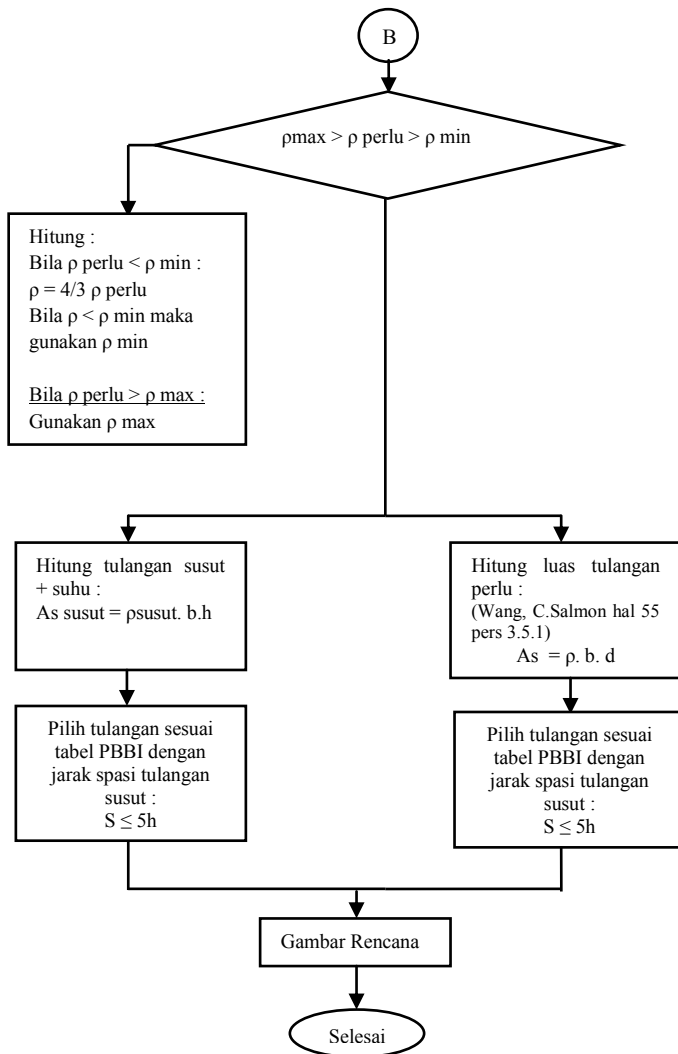 B
ρmax > ρ perlu > ρ min
Hitung :
Bila ρ perlu < ρ min :
ρ = 4/3 ρ perlu
Bila ρ < ρ min maka
gunakan ρ min
Bila ρ perlu > ρ max :
Gunakan ρ max
Hitung tulangan susut
+ suhu :
As susut = ρsusut. b.h
Hitung luas tulangan
perlu :
(Wang, C.Salmon hal 55
pers 3.5.1)
As = ρ. b. d
Pilih tulangan sesuai
tabel PBBI dengan
jarak spasi tulangan
susut :
S ≤ 5h
Pilih tulangan sesuai
tabel PBBI dengan
jarak spasi tulangan
susut :
S ≤ 5h
Gambar Rencana
Selesai